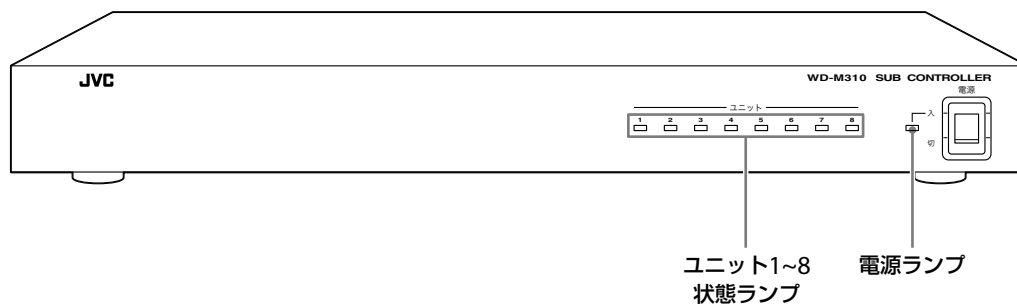 JVC
WD-M310 SUB CONTROLLER
電源
ユニット
1 2 3 4 5 6 7 8
入
切
ユニット1~8
状態ランプ
電源ランプ